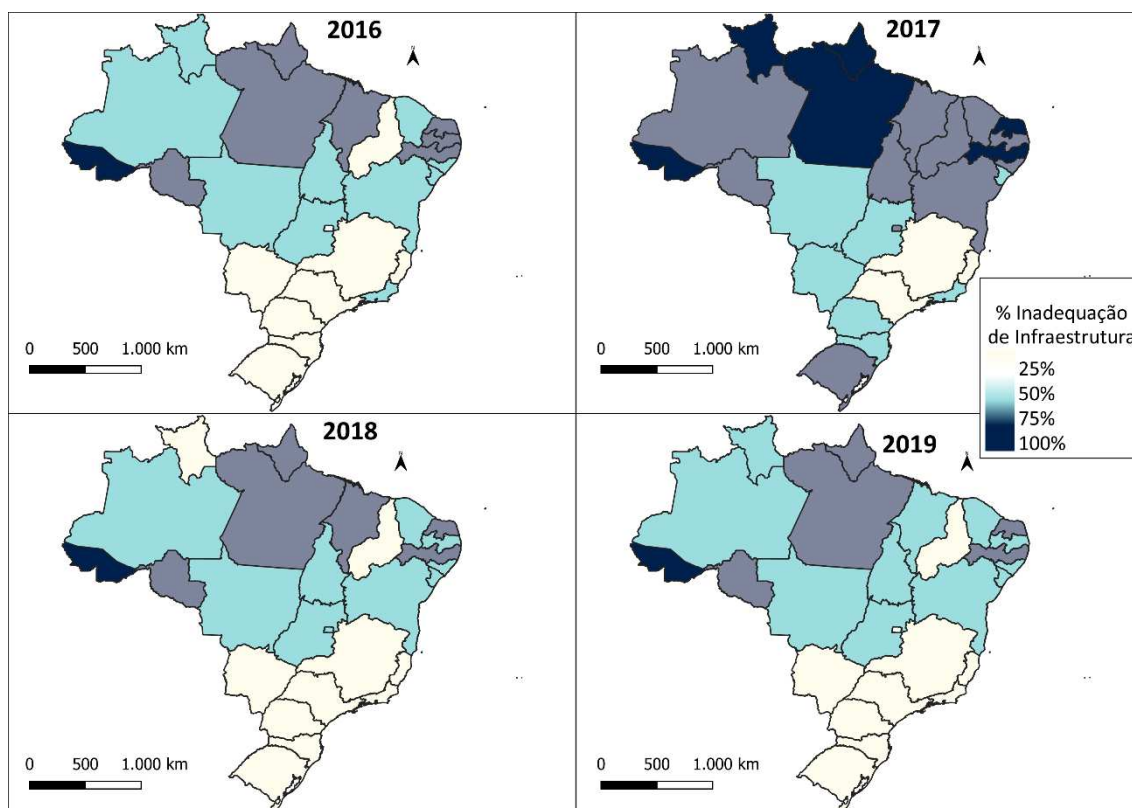 2016
N
0 500 1.000 km
2017
N
0 500 1.000 km
% Inadequação
de Infraestrutura
25%
50%
75%
100%
2018
N
0 500 1.000 km
2019
N
0 500 1.000 km